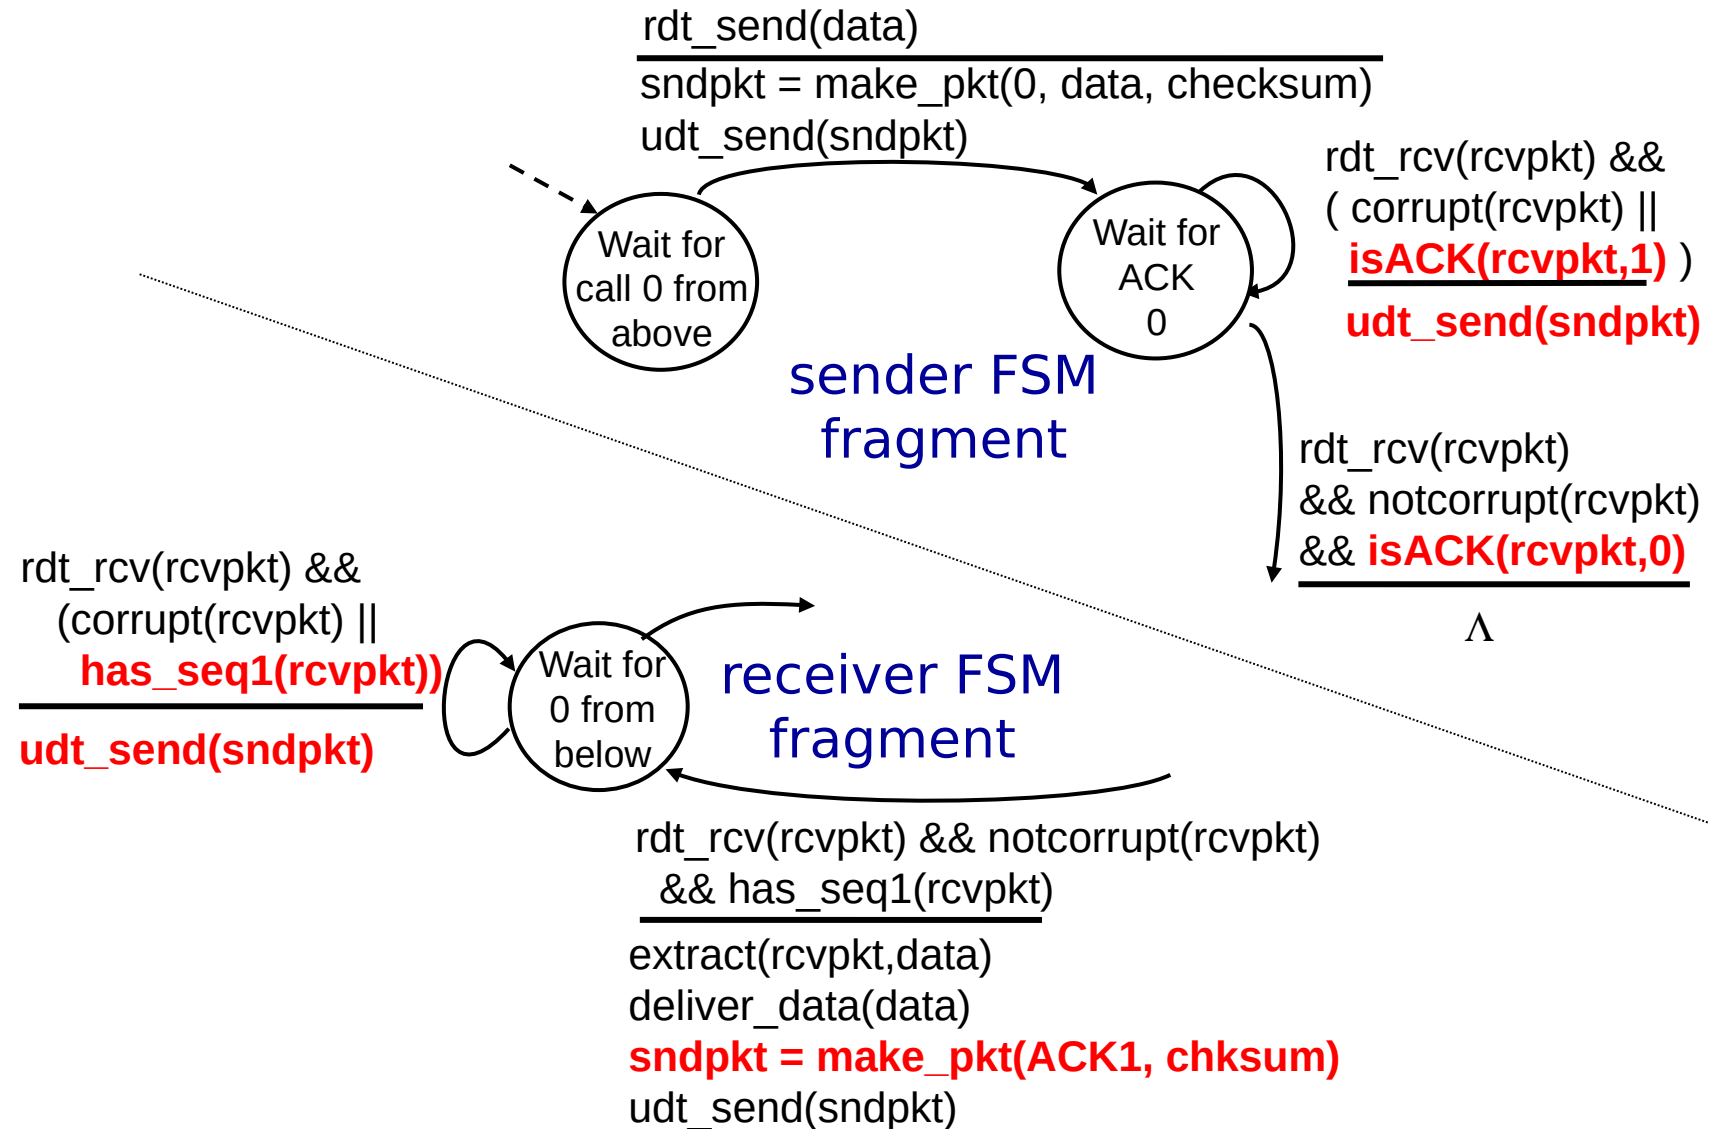 rdt_send(data)
sndpkt = make_pkt(0, data, checksum)
udt_send(sndpkt)
rdt_rcv(rcvpkt) &&
( corrupt(rcvpkt) ||
isACK(rcvpkt,1) )
udt_send(sndpkt)
Wait for
call 0 from
above
Wait for
ACK
0
sender FSM
fragment
rdt_rcv(rcvpkt)
&& notcorrupt(rcvpkt)
&& isACK(rcvpkt,0)
Λ
rdt_rcv(rcvpkt) &&
(corrupt(rcvpkt) ||
has_seq1(rcvpkt))
udt_send(sndpkt)
Wait for
0 from
below
receiver FSM
fragment
rdt_rcv(rcvpkt) && notcorrupt(rcvpkt)
&& has_seq1(rcvpkt)
extract(rcvpkt,data)
deliver_data(data)
sndpkt = make_pkt(ACK1, chksum)
udt_send(sndpkt)